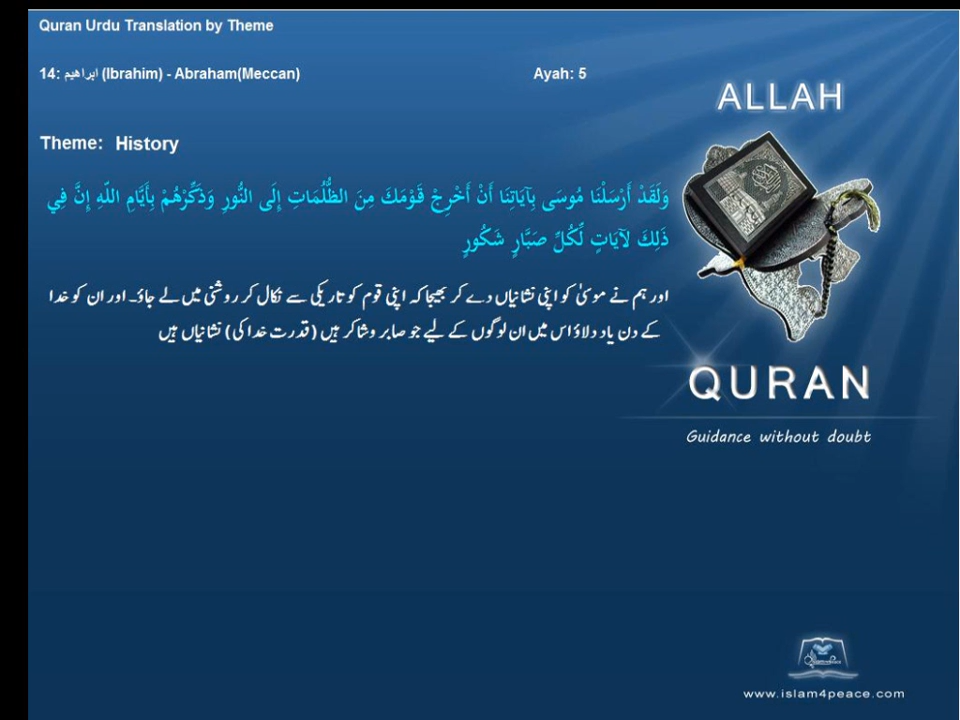 Quran Urdu Translation by Theme
14: ابراهيم (Ibrahim) - Abraham(Meccan) Ayah: 5
ALLAH
Theme: History
وَلَقَدْ أَرْسَلْنَا مُوسَى بِآيَاتِنَا أَنْ أَخْرِجْ قَوْمَكَ مِنَ الظُّلُمَاتِ إِلَى النُّورِ وَذَكِّرْهُمْ بِأَيَّامِ اللّهِ إِنَّ فِي
ذَلِكَ لآيَاتٍ لِّكُلِّ صَبَّارٍ شَكُورٍ
اور ہم نے موسیٰ کو اپنی نشانیاں دے کر بھیجا کہ اپنی قوم کو تاریکی سے نکال کر روشنی میں لے جاؤ۔ اور ان کو خدا
کے دن یاد دلاؤ اس میں ان لوگوں کے لیے جو صابر وشاکر ہیں (قدرت خدا کی) نشانیاں ہیں
QURAN
Guidance without doubt
www.islam4peace.com